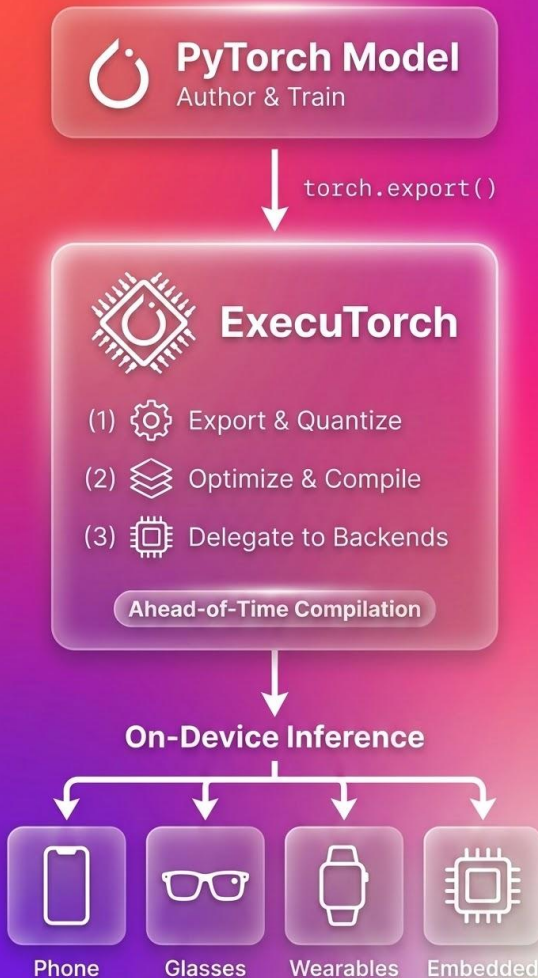 PyTorch Model
Author & Train
torch.export()
ExecuTorch
(1) Export & Quantize
(2) Optimize & Compile
(3) Delegate to Backends
Ahead-of-Time Compilation
On-Device Inference
Phone Glasses Wearables Embedded